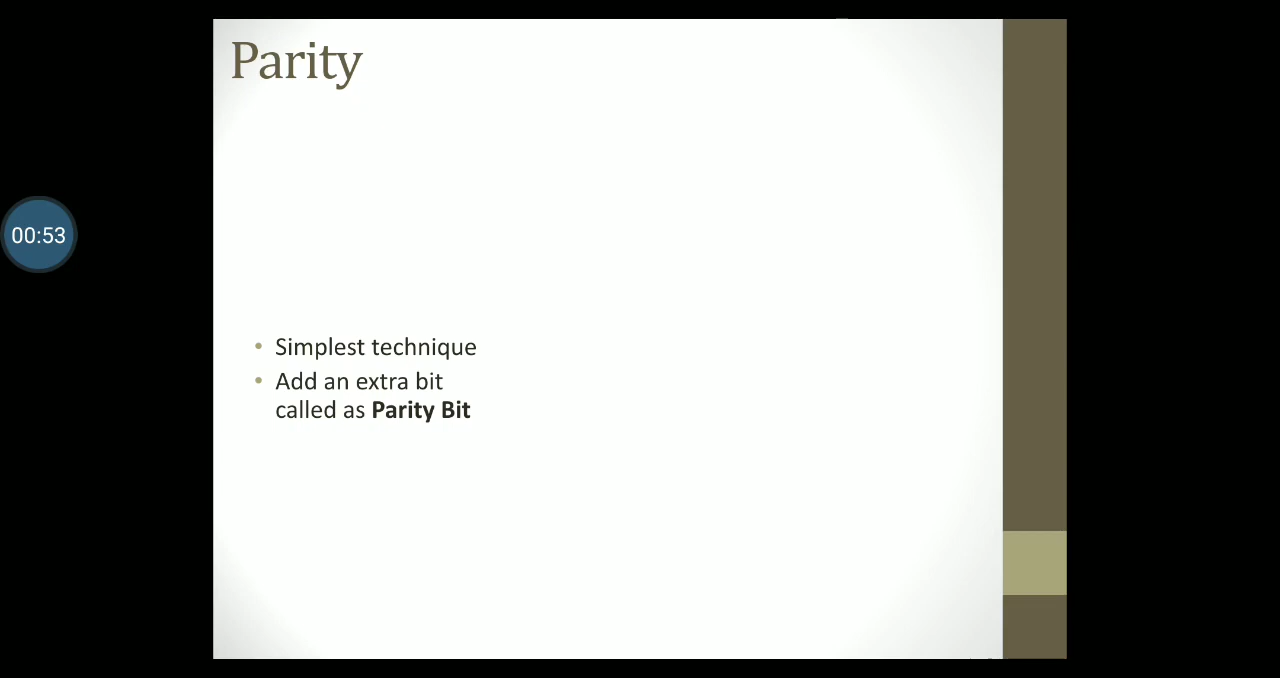 Parity
00:53
• Simplest technique
• Add an extra bit
called as Parity Bit